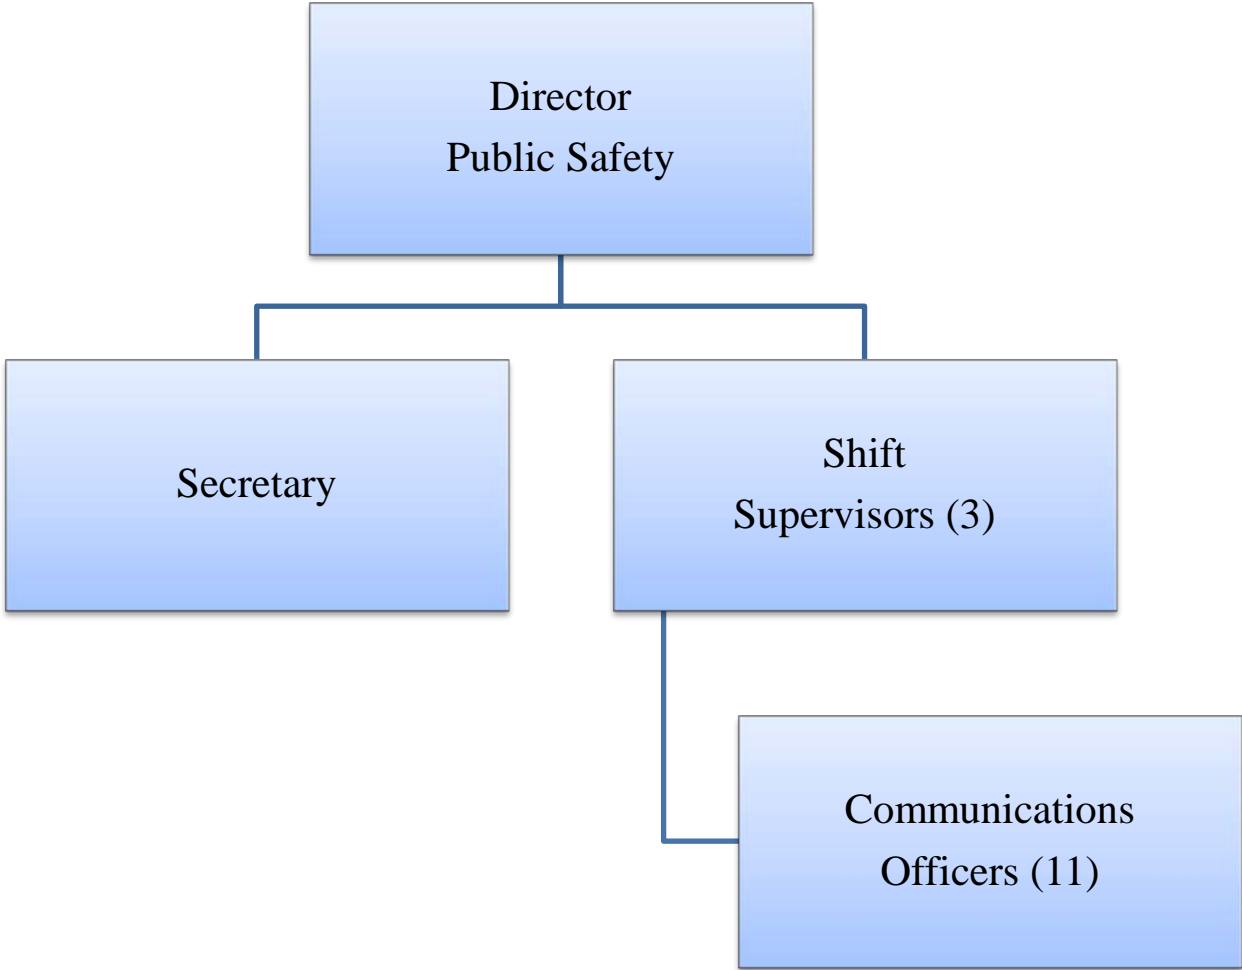 Director
Public Safety
Secretary
Shift
Supervisors (3)
Communications
Officers (11)